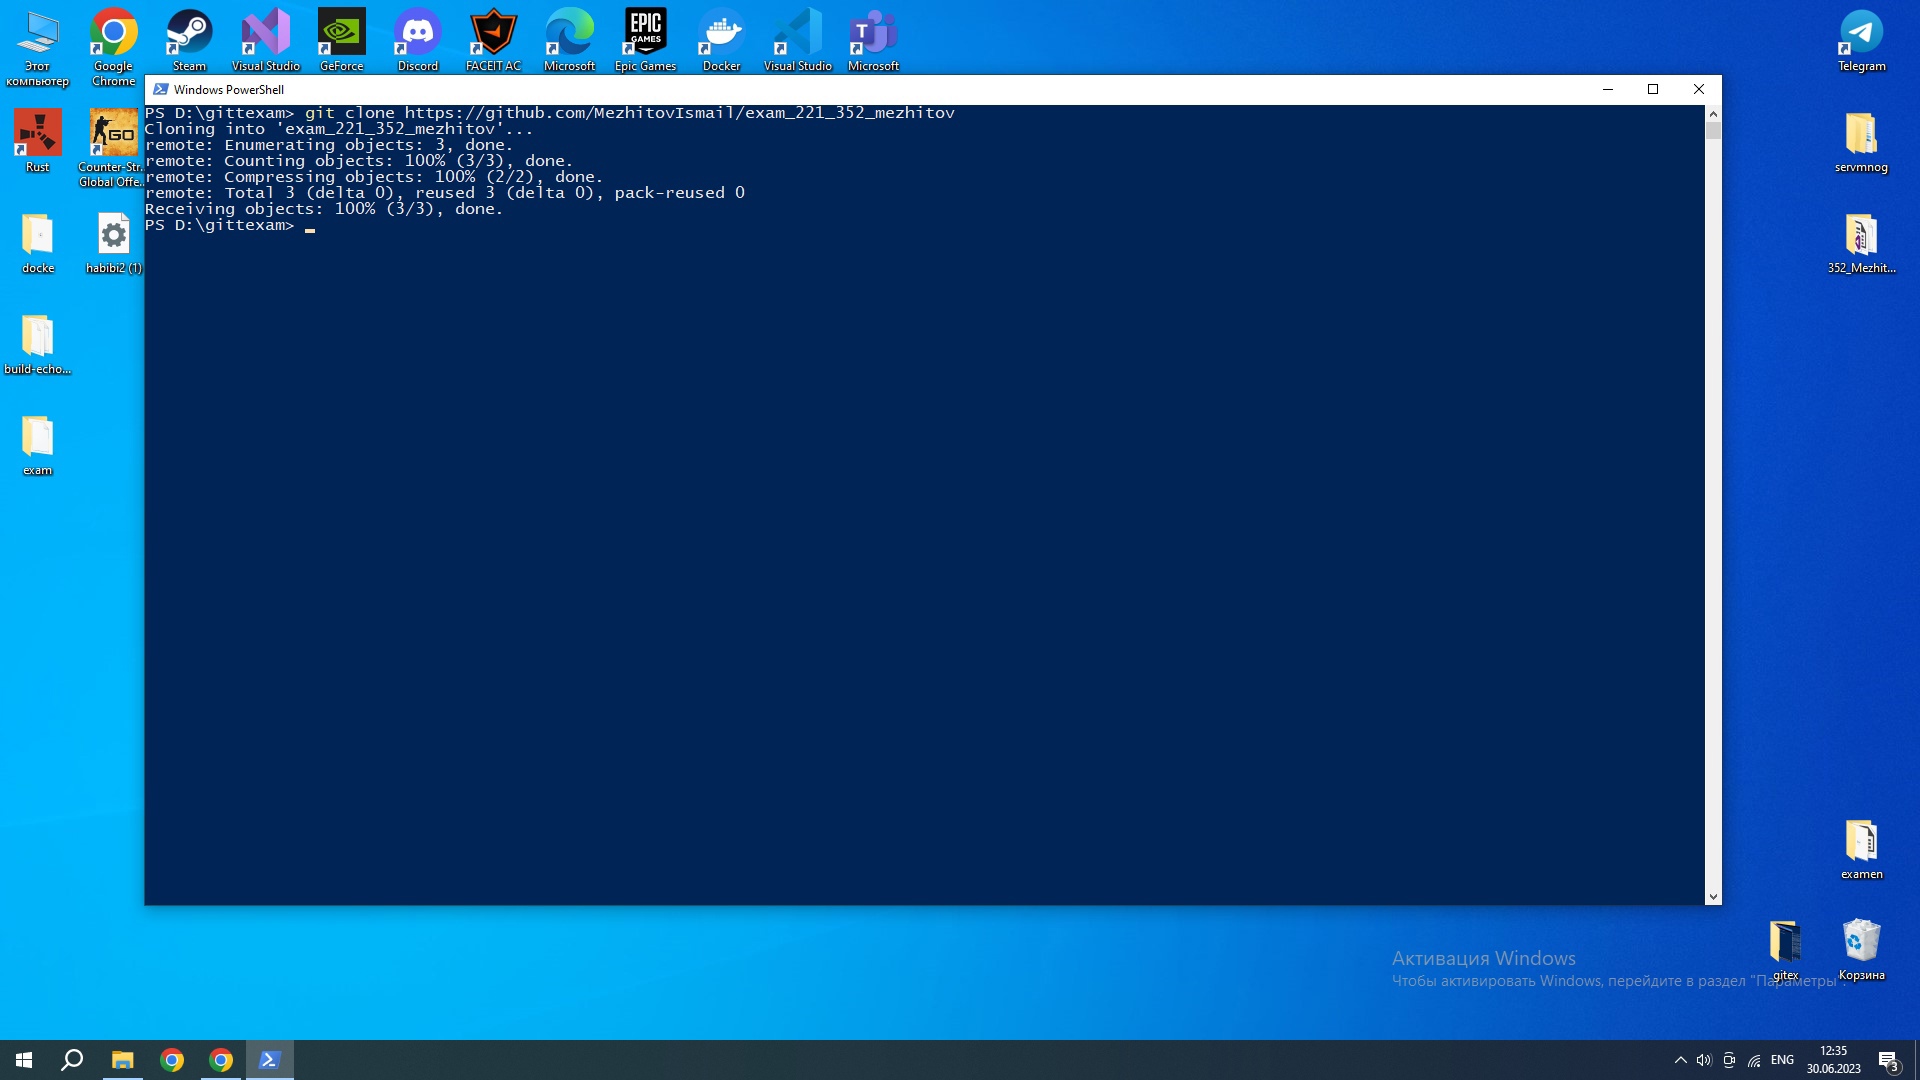 Этот
компьютер
Google
Chrome
Steam
Visual Studio
GeForce
Discord
FACEIT AC
Microsoft
EPIC
GAMES
Epic Games
Docker
Visual Studio
Microsoft
Telegram
Windows PowerShell
PS D:\gittexam> git clone https://github.com/MezhitovIsmail/exam_221_352_mezhitov
Cloning into 'exam_221_352_mezhitov'...
remote: Enumerating objects: 3, done.
remote: Counting objects: 100% (3/3), done.
remote: Compressing objects: 100% (2/2), done.
remote: Total 3 (delta 0), reused 3 (delta 0), pack-reused 0
Receiving objects: 100% (3/3), done.
PS D:\gittexam>
Rust
GO
Counter-Str...
Global Offe...
servmnog
docke
habibi2 (1)
352_Mezhit...
build-echo...
exam
examen
gitex
Корзина
Активация Windows
Чтобы активировать Windows, перейдите в раздел "Параметры".
ENG
12:35
30.06.2023
3